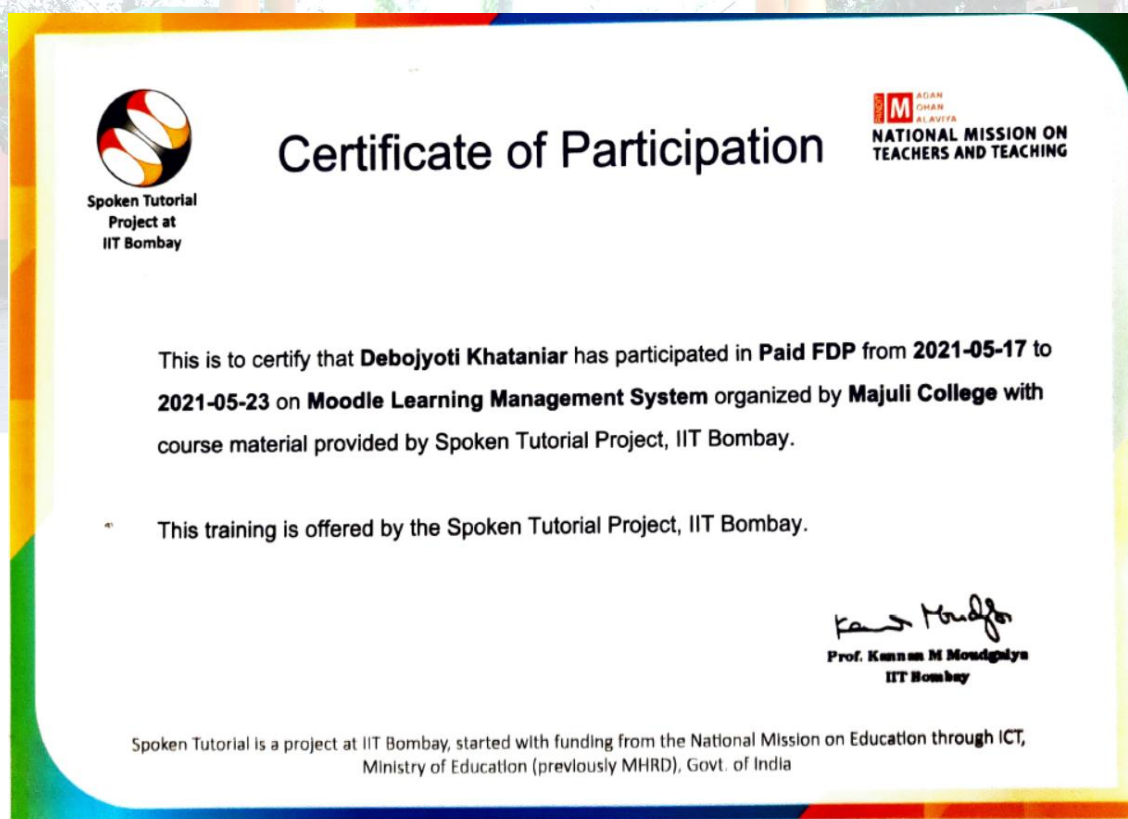 Spoken Tutorial
Project at
IIT Bombay
Certificate of Participation
PANDIT
M
ADAN
OHAN
ALAVIYA
NATIONAL MISSION ON
TEACHERS AND TEACHING
This is to certify that Debojyoti Khataniar has participated in Paid FDP from 2021-05-17 to
2021-05-23 on Moodle Learning Management System organized by Majuli College with
course material provided by Spoken Tutorial Project, IIT Bombay.
This training is offered by the Spoken Tutorial Project, IIT Bombay.
Prof. Kannan M Moudgalya
IIT Bombay
Spoken Tutorial is a project at IIT Bombay, started with funding from the National Mission on Education through ICT,
Ministry of Education (previously MHRD), Govt. of India